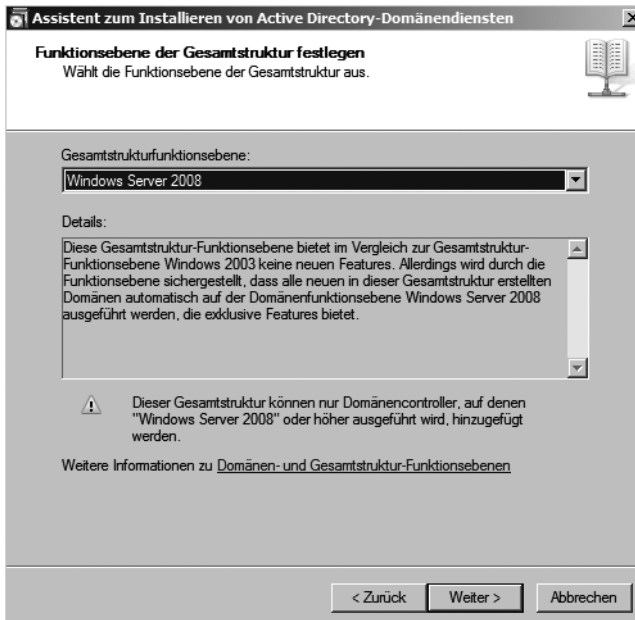 Assistent zum Installieren von Active Directory-Domänendiensten
Funktionsebene der Gesamtstruktur festlegen
Wählt die Funktionsebene der Gesamtstruktur aus.
Gesamtstrukturfunktionsebene:
Windows Server 2008
Details:
Diese Gesamtstruktur-Funktionsebene bietet im Vergleich zur Gesamtstruktur-
Funktionsebene Windows 2003 keine neuen Features. Allerdings wird durch die
Funktionsebene sichergestellt, dass alle neuen in dieser Gesamtstruktur erstellten
Domänen automatisch auf der Domänenfunktionsebene Windows Server 2008
ausgeführt werden, die exklusive Features bietet.
Dieser Gesamtstruktur können nur Domänencontroller, auf denen
"Windows Server 2008" oder höher ausgeführt wird, hinzugefügt
werden.
Weitere Informationen zu Domänen- und Gesamtstruktur-Funktionsebenen
< Zurück
Weiter >
Abbrechen